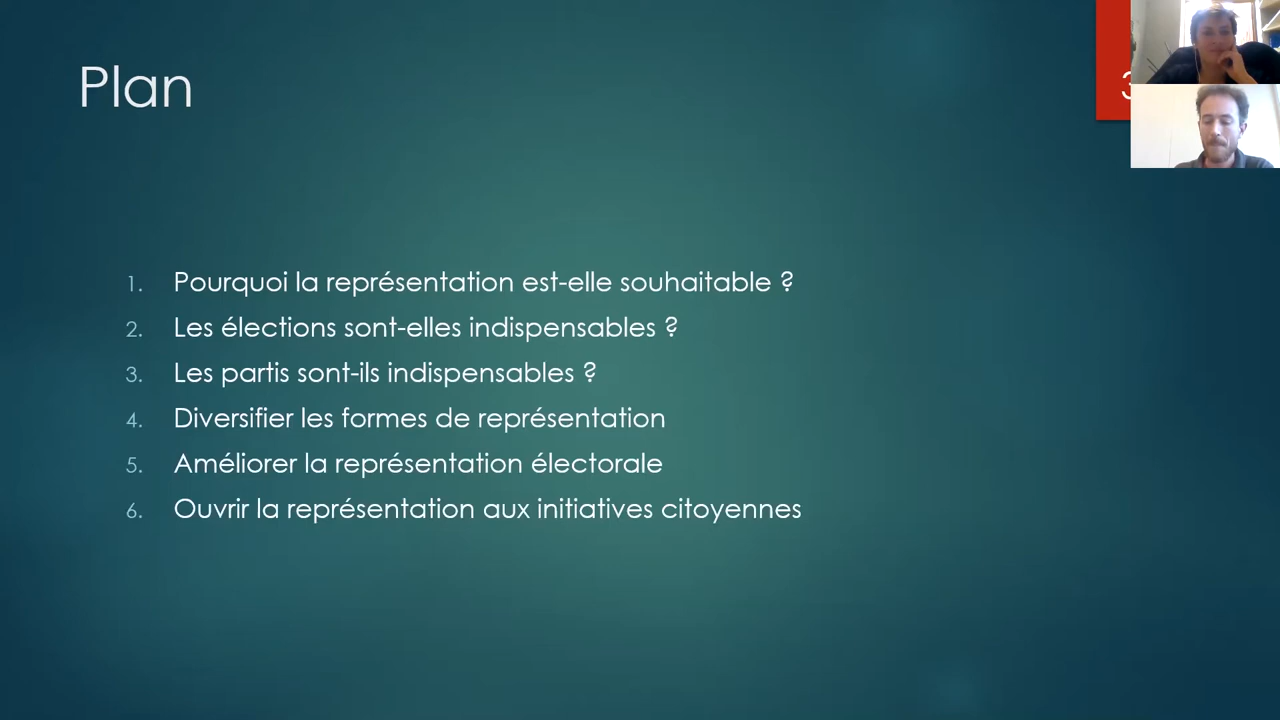 Plan
3
1. Pourquoi la représentation est-elle souhaitable ?
2. Les élections sont-elles indispensables ?
3. Les partis sont-ils indispensables ?
4. Diversifier les formes de représentation
5. Améliorer la représentation électorale
6. Ouvrir la représentation aux initiatives citoyennes